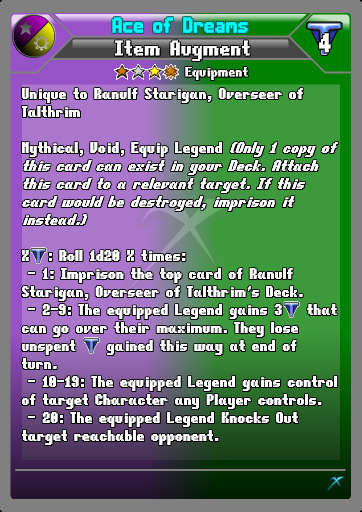 Ace of Dreams
Item Augment
4
Equipment
Unique to Ranulf Starigan, Overseer of
Talthrim
Mythical, Void, Equip Legend (Only 1 copy of
this card can exist in your Deck. Attach
this card to a relevant target. If this
card would be destroyed, imprison it
instead.)
X : Roll 1d20 X times:
- 1: Imprison the top card of Ranulf
Starigan, Overseer of Talthrim's Deck.
- 2-9: The equipped Legend gains 3 that
can go over their maximum. They lose
unspent gained this way at end of
turn.
- 10-19: The equipped Legend gains control
of target Character any Player controls.
- 20: The equipped Legend Knocks Out
target reachable opponent.